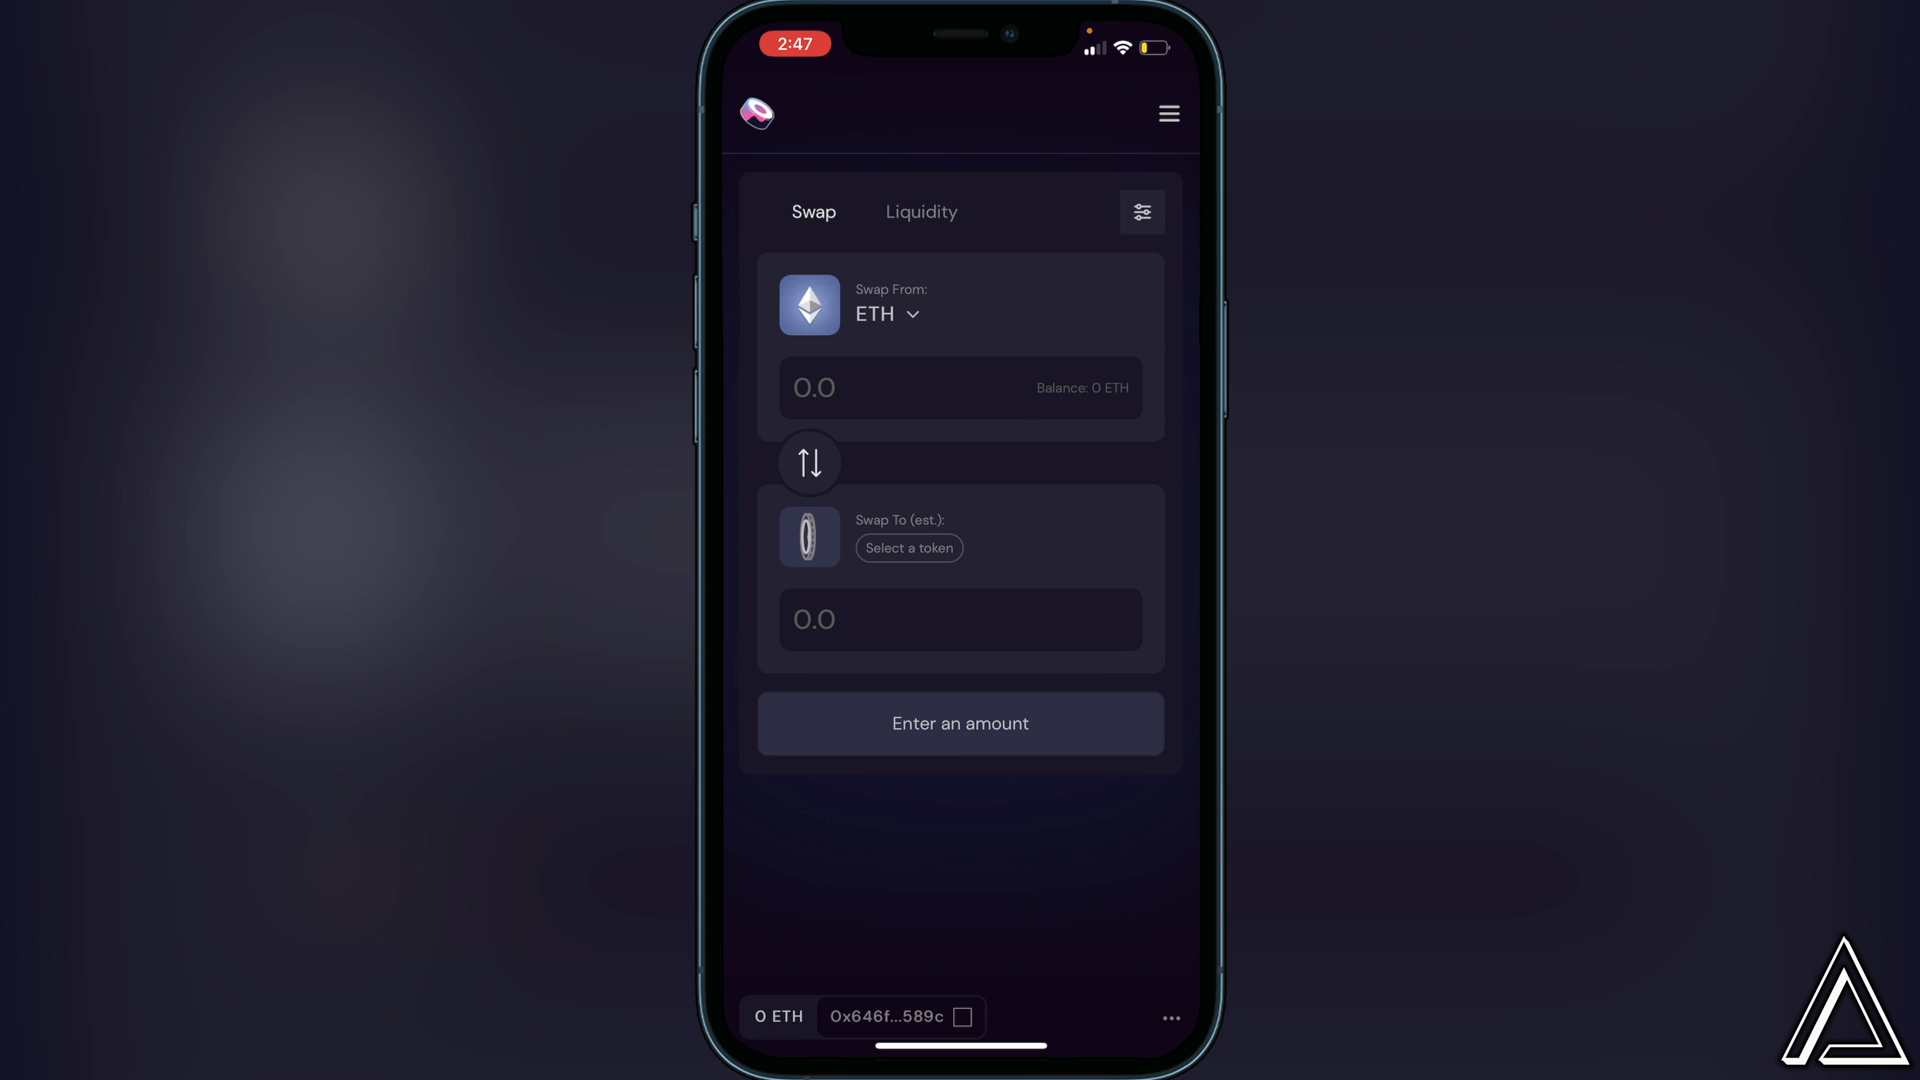 2:47
Swap Liquidity
Swap From:
ETH
0.0 Balance: 0 ETH
Swap To (est.):
Select a token
0.0
Enter an amount
0 ETH 0x646f...589c